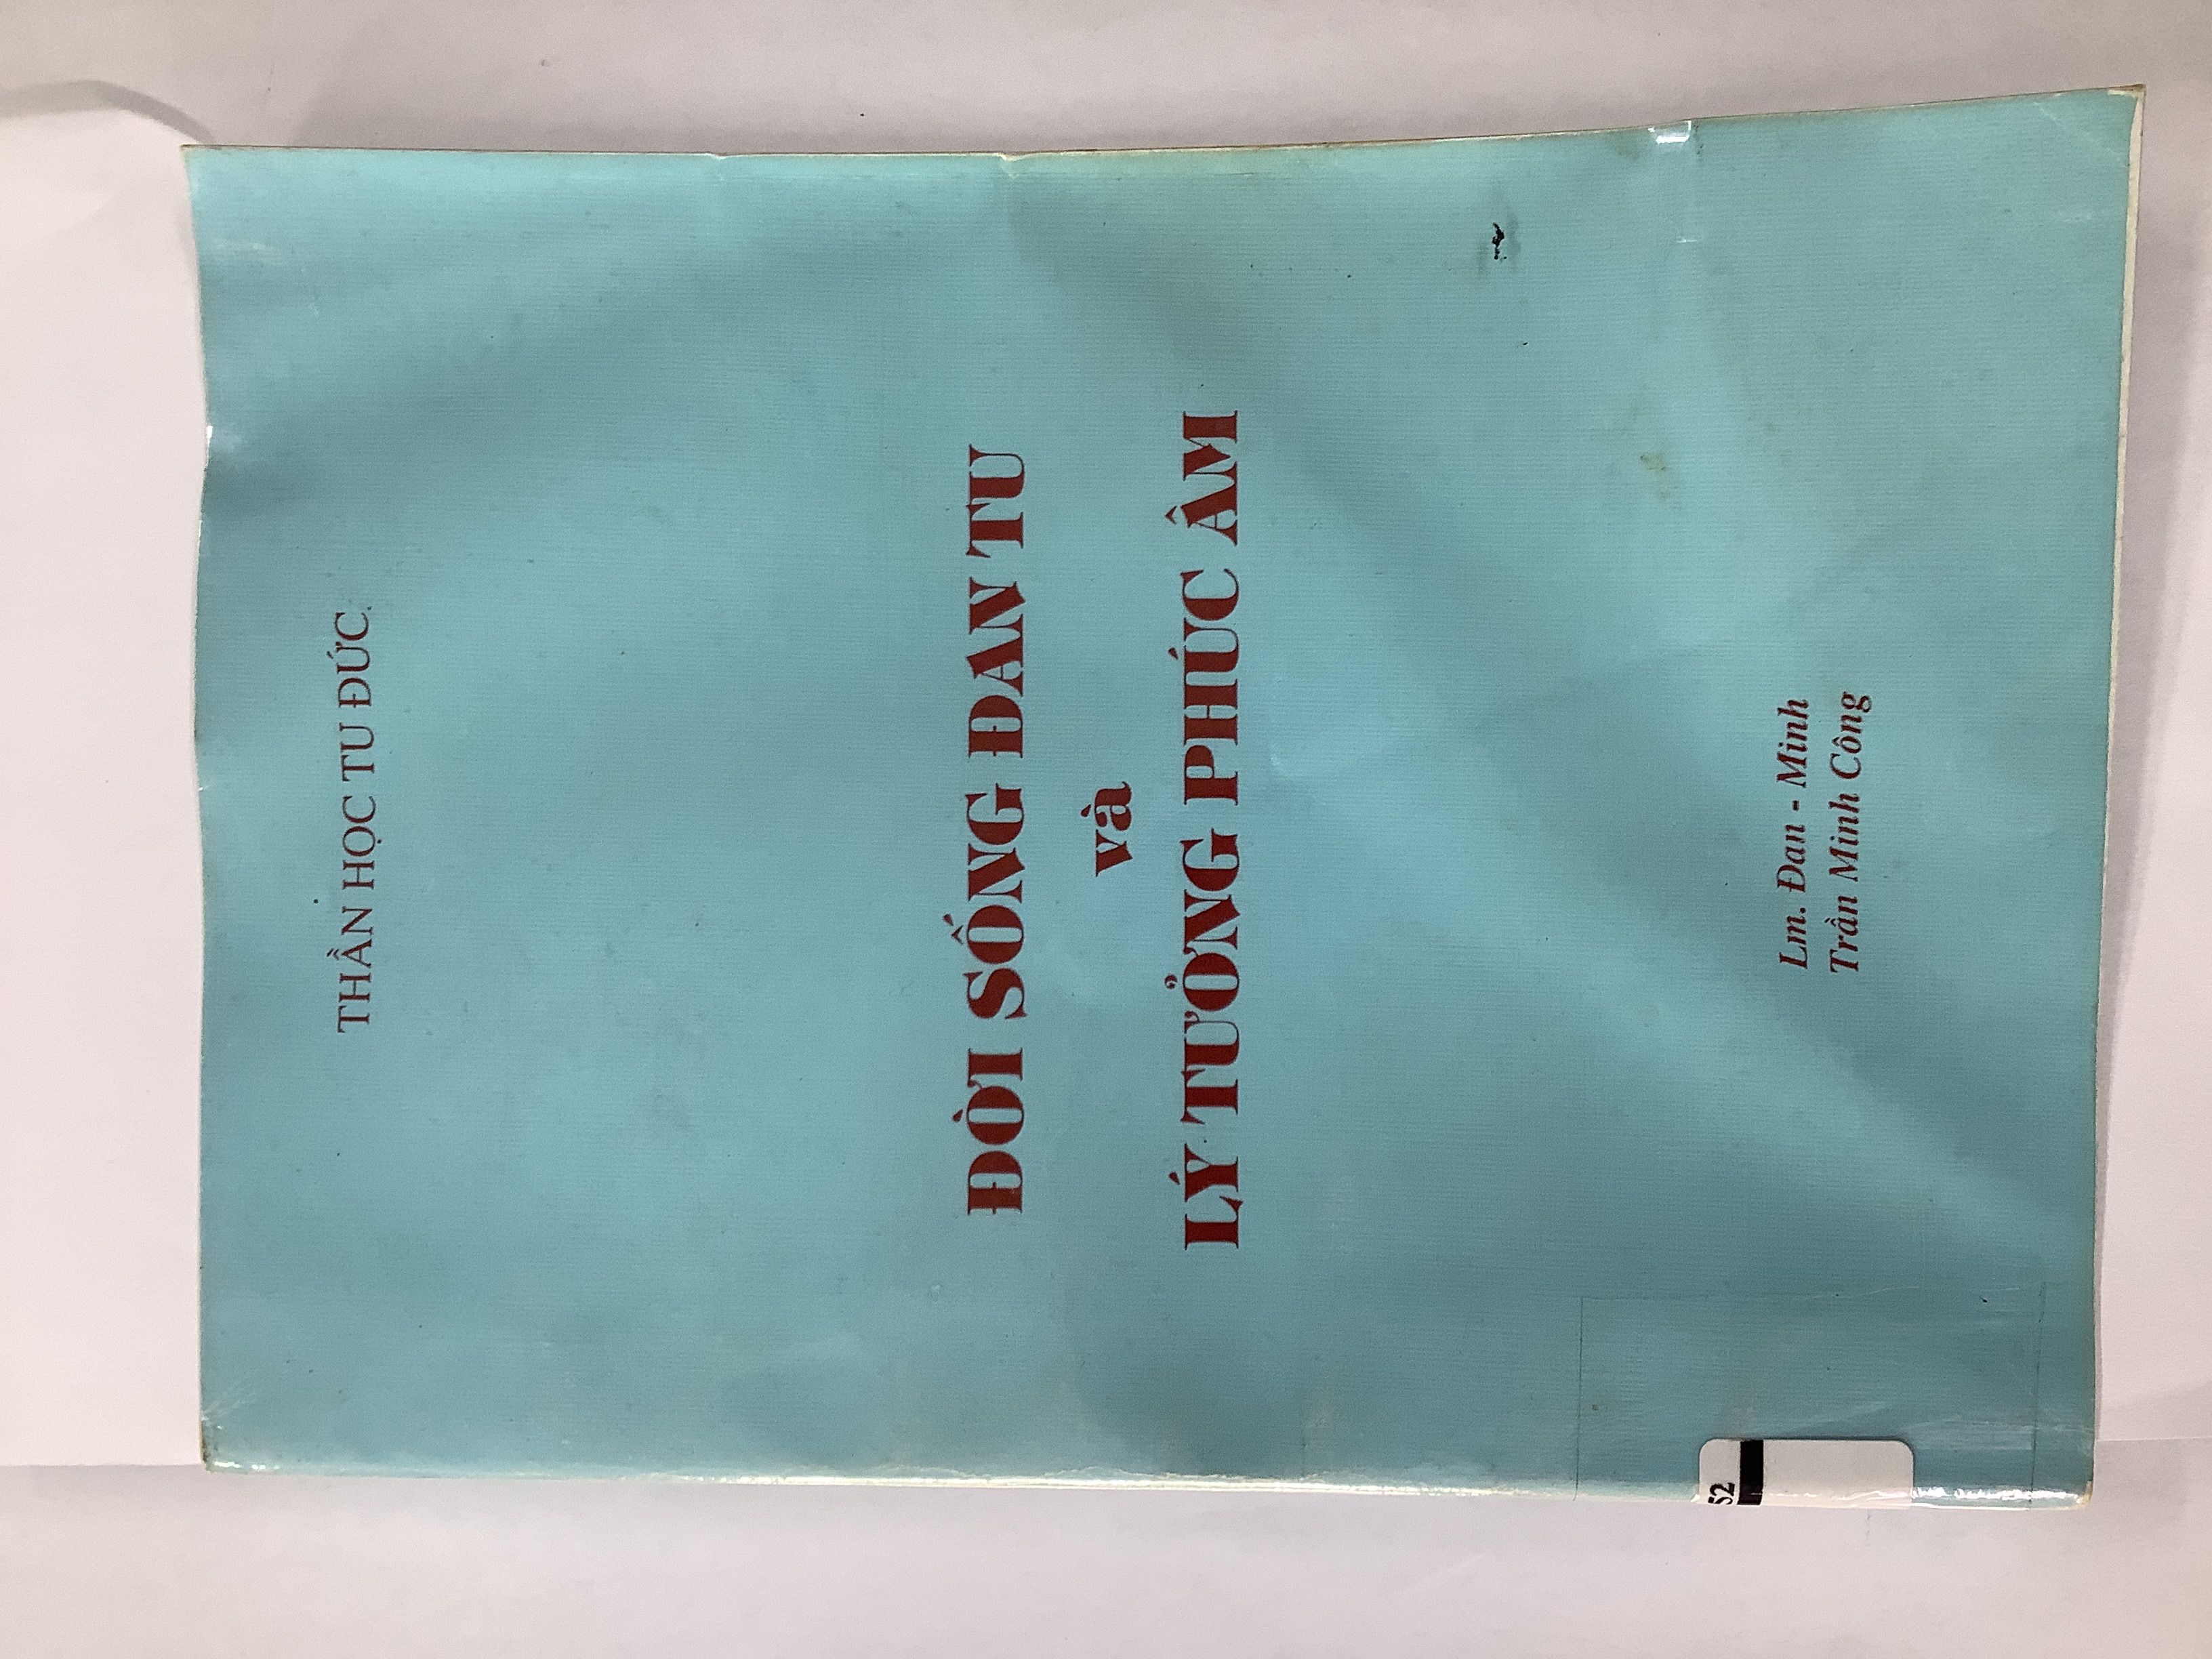 THẦN HỌC TU ĐỨC
ĐỜI SỐNG ĐAN TU
và
LÝ TƯỞNG PHÚC ÂM
Lm. Đan - Minh
Trần Minh Công
52